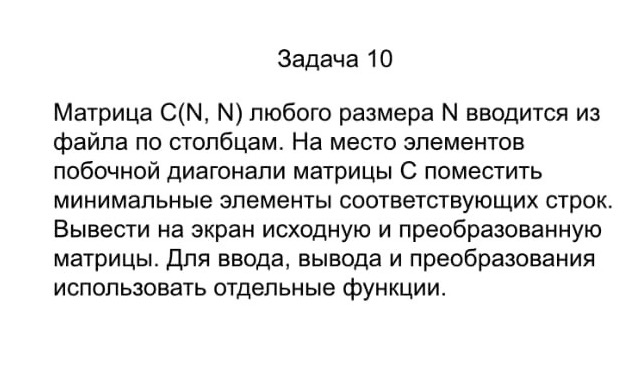 Задача 10
Матрица C(N, N) любого размера N вводится из
файла по столбцам. На место элементов
побочной диагонали матрицы C поместить
минимальные элементы соответствующих строк.
Вывести на экран исходную и преобразованную
матрицы. Для ввода, вывода и преобразования
использовать отдельные функции.